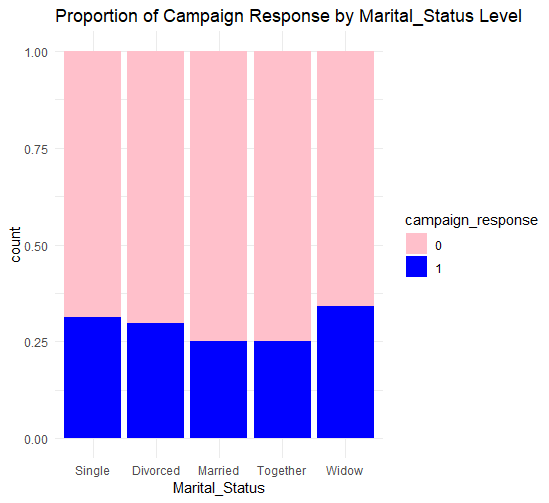 Proportion of Campaign Response by Marital_Status Level
1.00
0.75
0.50
0.25
0.00
count
Single Divorced Married Together Widow
Marital_Status
campaign_response
0
1